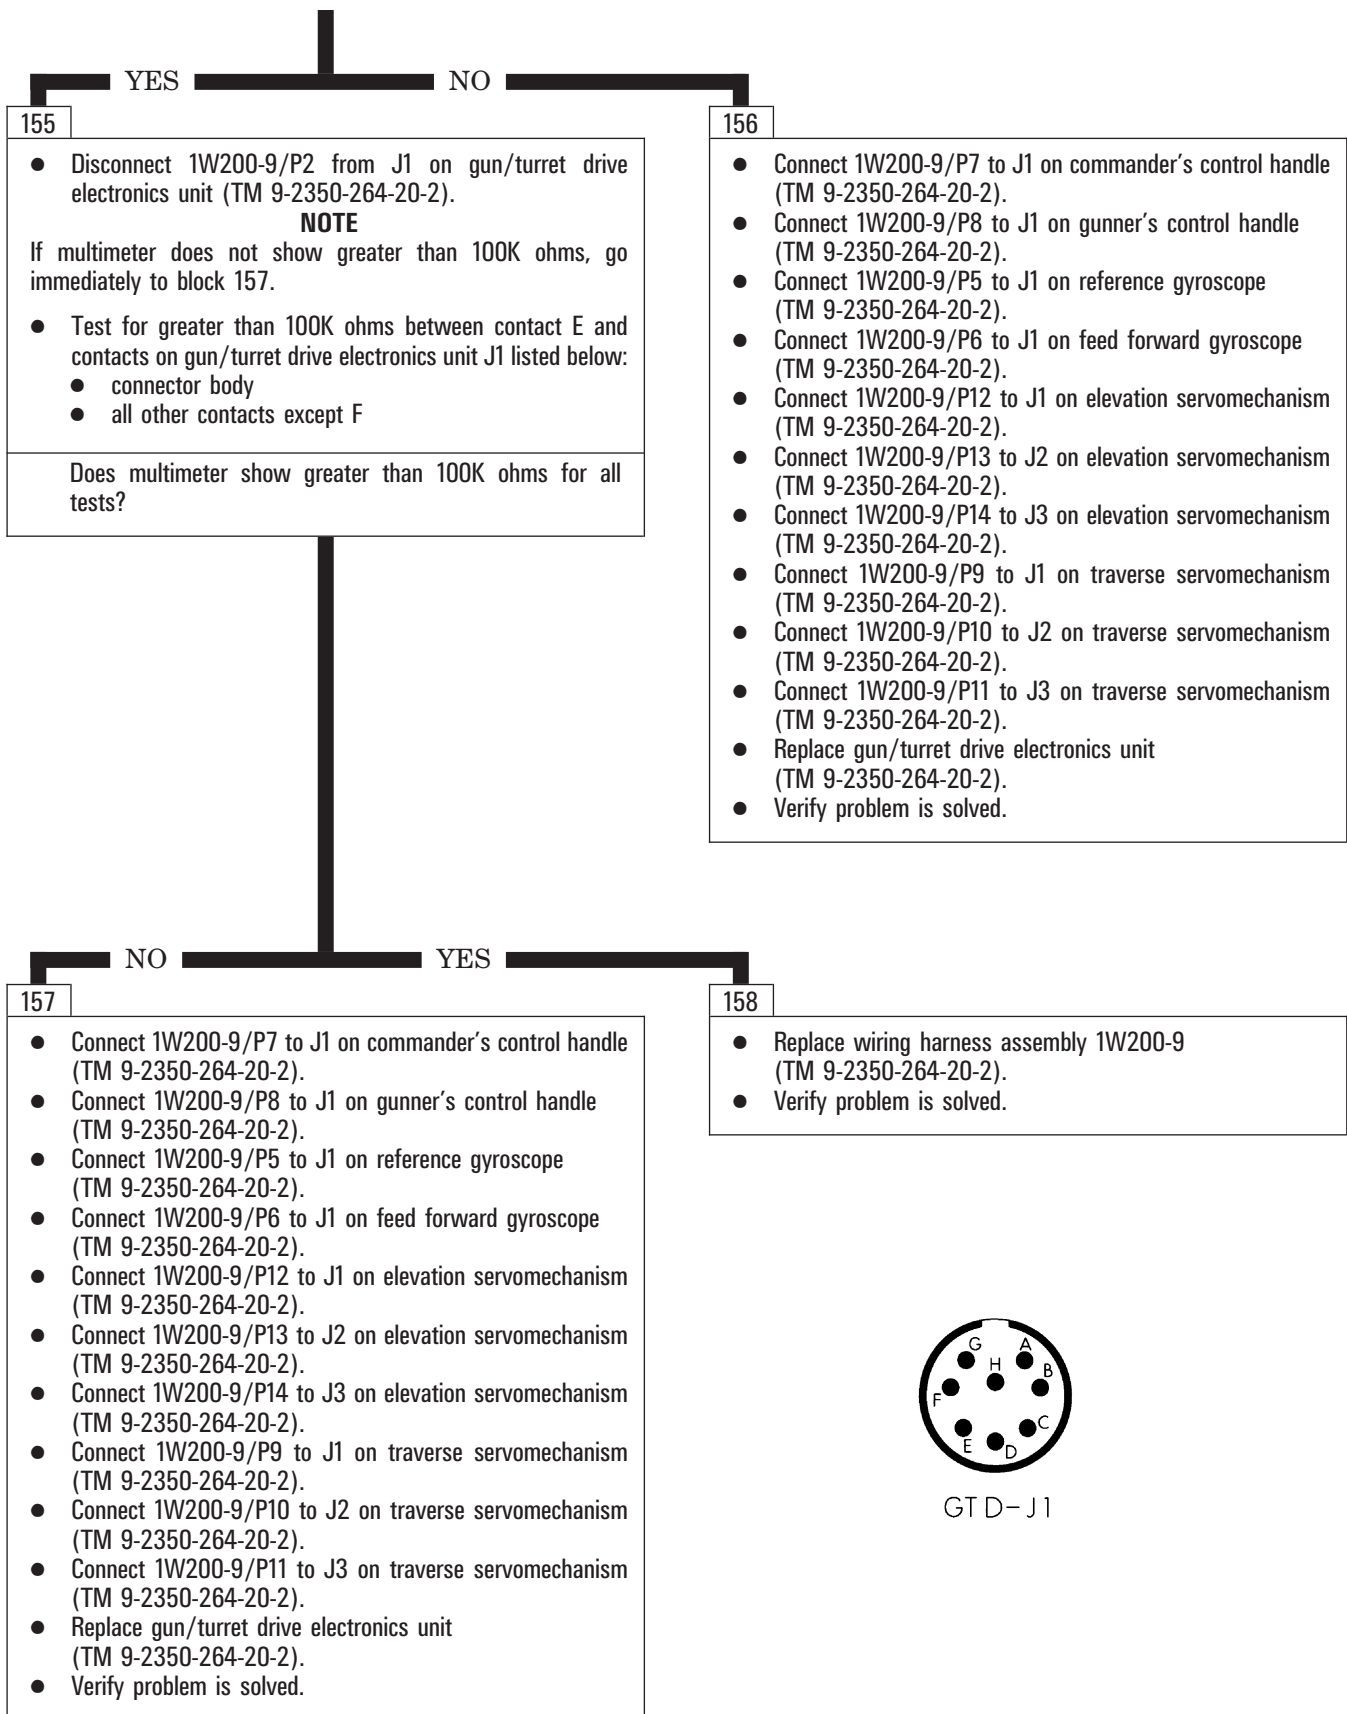 YES
NO
155
● Disconnect 1W200-9/P2 from J1 on gun/turret drive
electronics unit (TM 9-2350-264-20-2).
NOTE
If multimeter does not show greater than 100K ohms, go
immediately to block 157.
● Test for greater than 100K ohms between contact E and
contacts on gun/turret drive electronics unit J1 listed below:
● connector body
● all other contacts except F
Does multimeter show greater than 100K ohms for all
tests?
156
● Connect 1W200-9/P7 to J1 on commander's control handle
(TM 9-2350-264-20-2).
● Connect 1W200-9/P8 to J1 on gunner's control handle
(TM 9-2350-264-20-2).
● Connect 1W200-9/P5 to J1 on reference gyroscope
(TM 9-2350-264-20-2).
● Connect 1W200-9/P6 to J1 on feed forward gyroscope
(TM 9-2350-264-20-2).
● Connect 1W200-9/P12 to J1 on elevation servomechanism
(TM 9-2350-264-20-2).
● Connect 1W200-9/P13 to J2 on elevation servomechanism
(TM 9-2350-264-20-2).
● Connect 1W200-9/P14 to J3 on elevation servomechanism
(TM 9-2350-264-20-2).
● Connect 1W200-9/P9 to J1 on traverse servomechanism
(TM 9-2350-264-20-2).
● Connect 1W200-9/P10 to J2 on traverse servomechanism
(TM 9-2350-264-20-2).
● Connect 1W200-9/P11 to J3 on traverse servomechanism
(TM 9-2350-264-20-2).
● Replace gun/turret drive electronics unit
(TM 9-2350-264-20-2).
● Verify problem is solved.
NO
YES
157
● Connect 1W200-9/P7 to J1 on commander's control handle
(TM 9-2350-264-20-2).
● Connect 1W200-9/P8 to J1 on gunner's control handle
(TM 9-2350-264-20-2).
● Connect 1W200-9/P5 to J1 on reference gyroscope
(TM 9-2350-264-20-2).
● Connect 1W200-9/P6 to J1 on feed forward gyroscope
(TM 9-2350-264-20-2).
● Connect 1W200-9/P12 to J1 on elevation servomechanism
(TM 9-2350-264-20-2).
● Connect 1W200-9/P13 to J2 on elevation servomechanism
(TM 9-2350-264-20-2).
● Connect 1W200-9/P14 to J3 on elevation servomechanism
(TM 9-2350-264-20-2).
● Connect 1W200-9/P9 to J1 on traverse servomechanism
(TM 9-2350-264-20-2).
● Connect 1W200-9/P10 to J2 on traverse servomechanism
(TM 9-2350-264-20-2).
● Connect 1W200-9/P11 to J3 on traverse servomechanism
(TM 9-2350-264-20-2).
● Replace gun/turret drive electronics unit
(TM 9-2350-264-20-2).
● Verify problem is solved.
158
● Replace wiring harness assembly 1W200-9
(TM 9-2350-264-20-2).
● Verify problem is solved.
G
A
H
B
F
C
E
D
GTD-J1